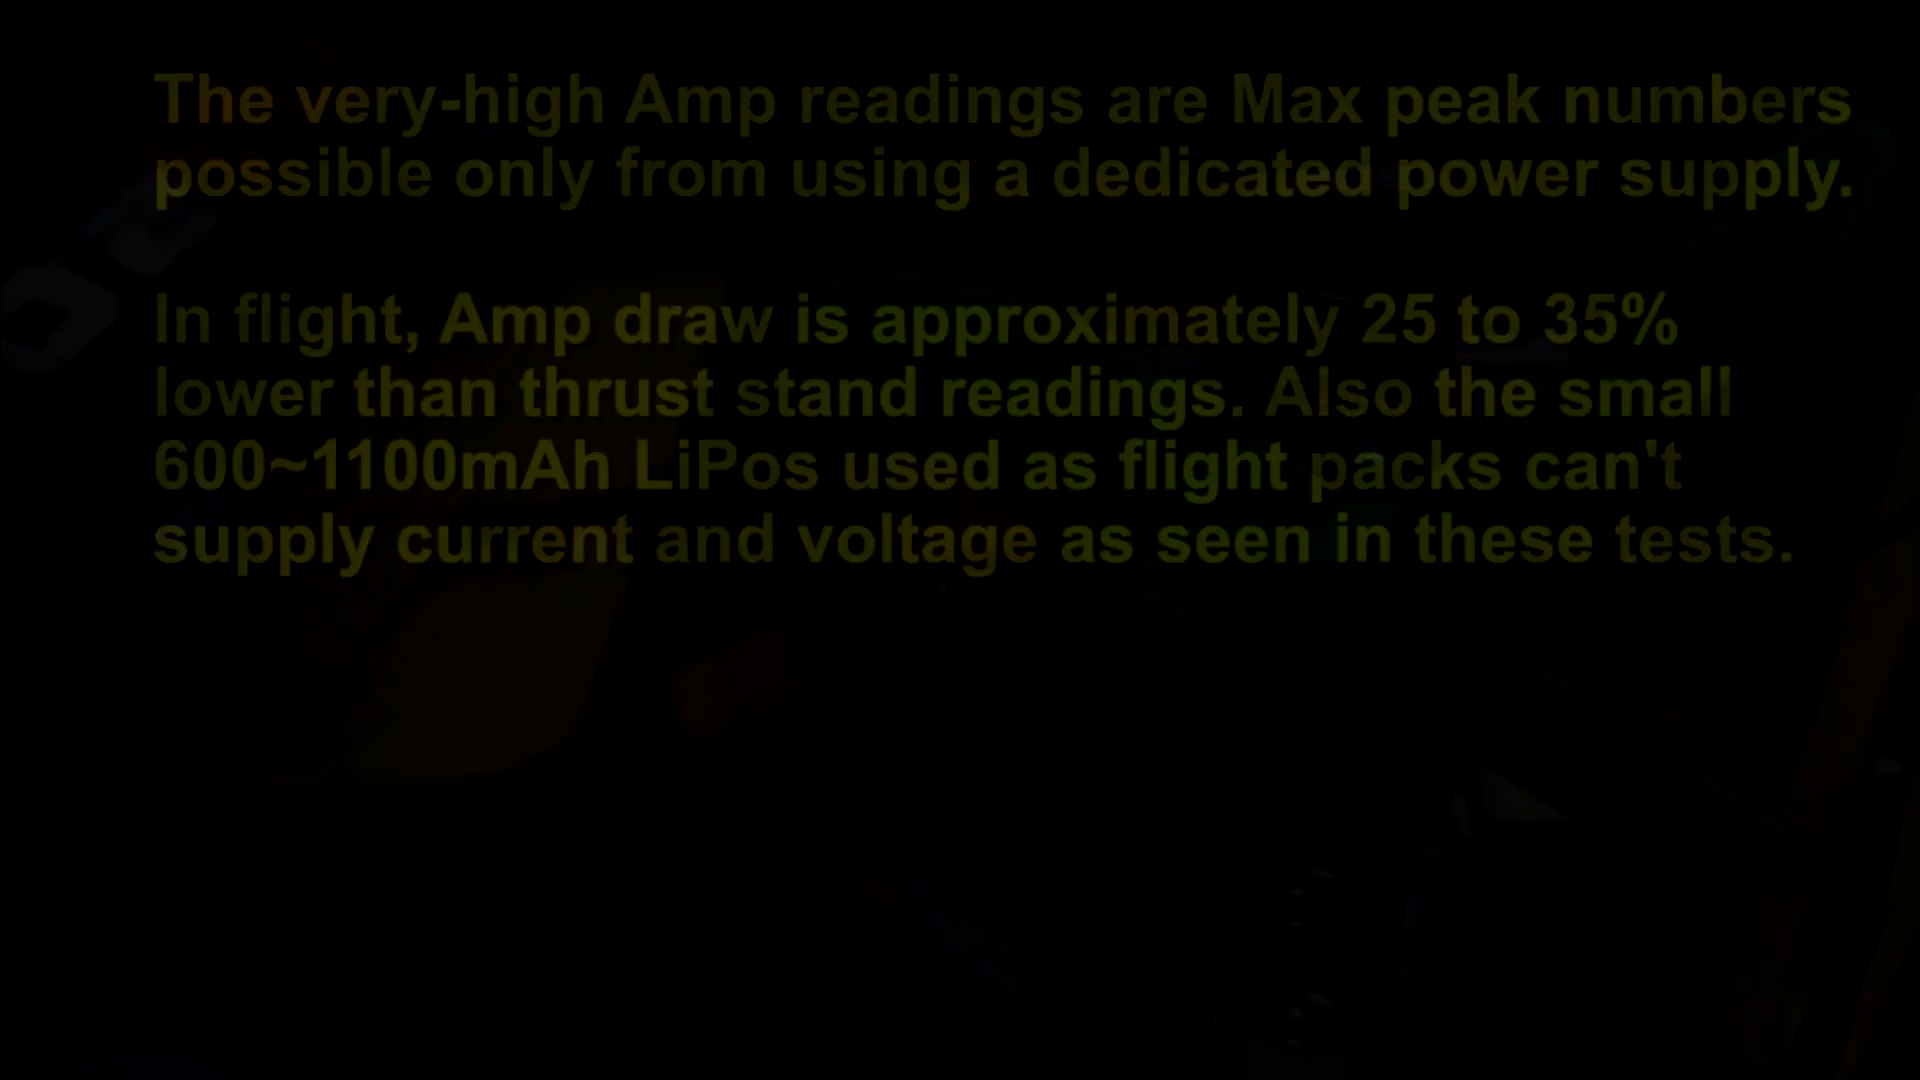 The very-high Amp readings are Max peak numbers
possible only from using a dedicated power supply.
In flight, Amp draw is approximately 25 to 35%
lower than thrust stand readings. Also the small
600~1100mAh LiPos used as flight packs can't
supply current and voltage as seen in these tests.